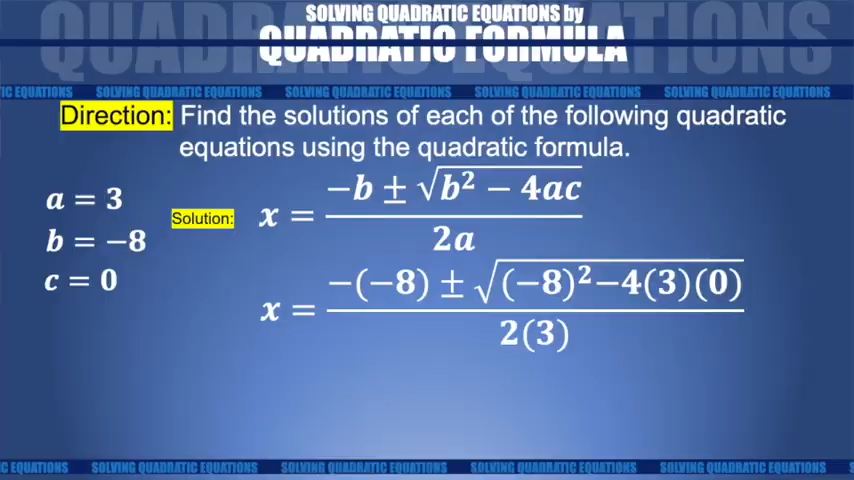 SOLVING QUADRATIC EQUATIONS by
QUADRATIC EQUATIONS
QUADRATIC FORMULA
IC EQUATIONS SOLVING QUADRATIC EQUATIONS SOLVING QUADRATIC EQUATIONS SOLVING QUADRATIC EQUATIONS SOLVING QUADRATIC EQUATIONS
Direction: Find the solutions of each of the following quadratic
equations using the quadratic formula.
a = 3
b = −8
c = 0
Solution:
x = (−b ± √(b² − 4ac)) / 2a
x = (−(−8) ± √((−8)²−4(3)(0))) / 2(3)
C EQUATIONS SOLVING QUADRATIC EQUATIONS SOLVING QUADRATIC EQUATIONS SOLVING QUADRATIC EQUATIONS SOLVING QUADRATIC EQUATIONS S